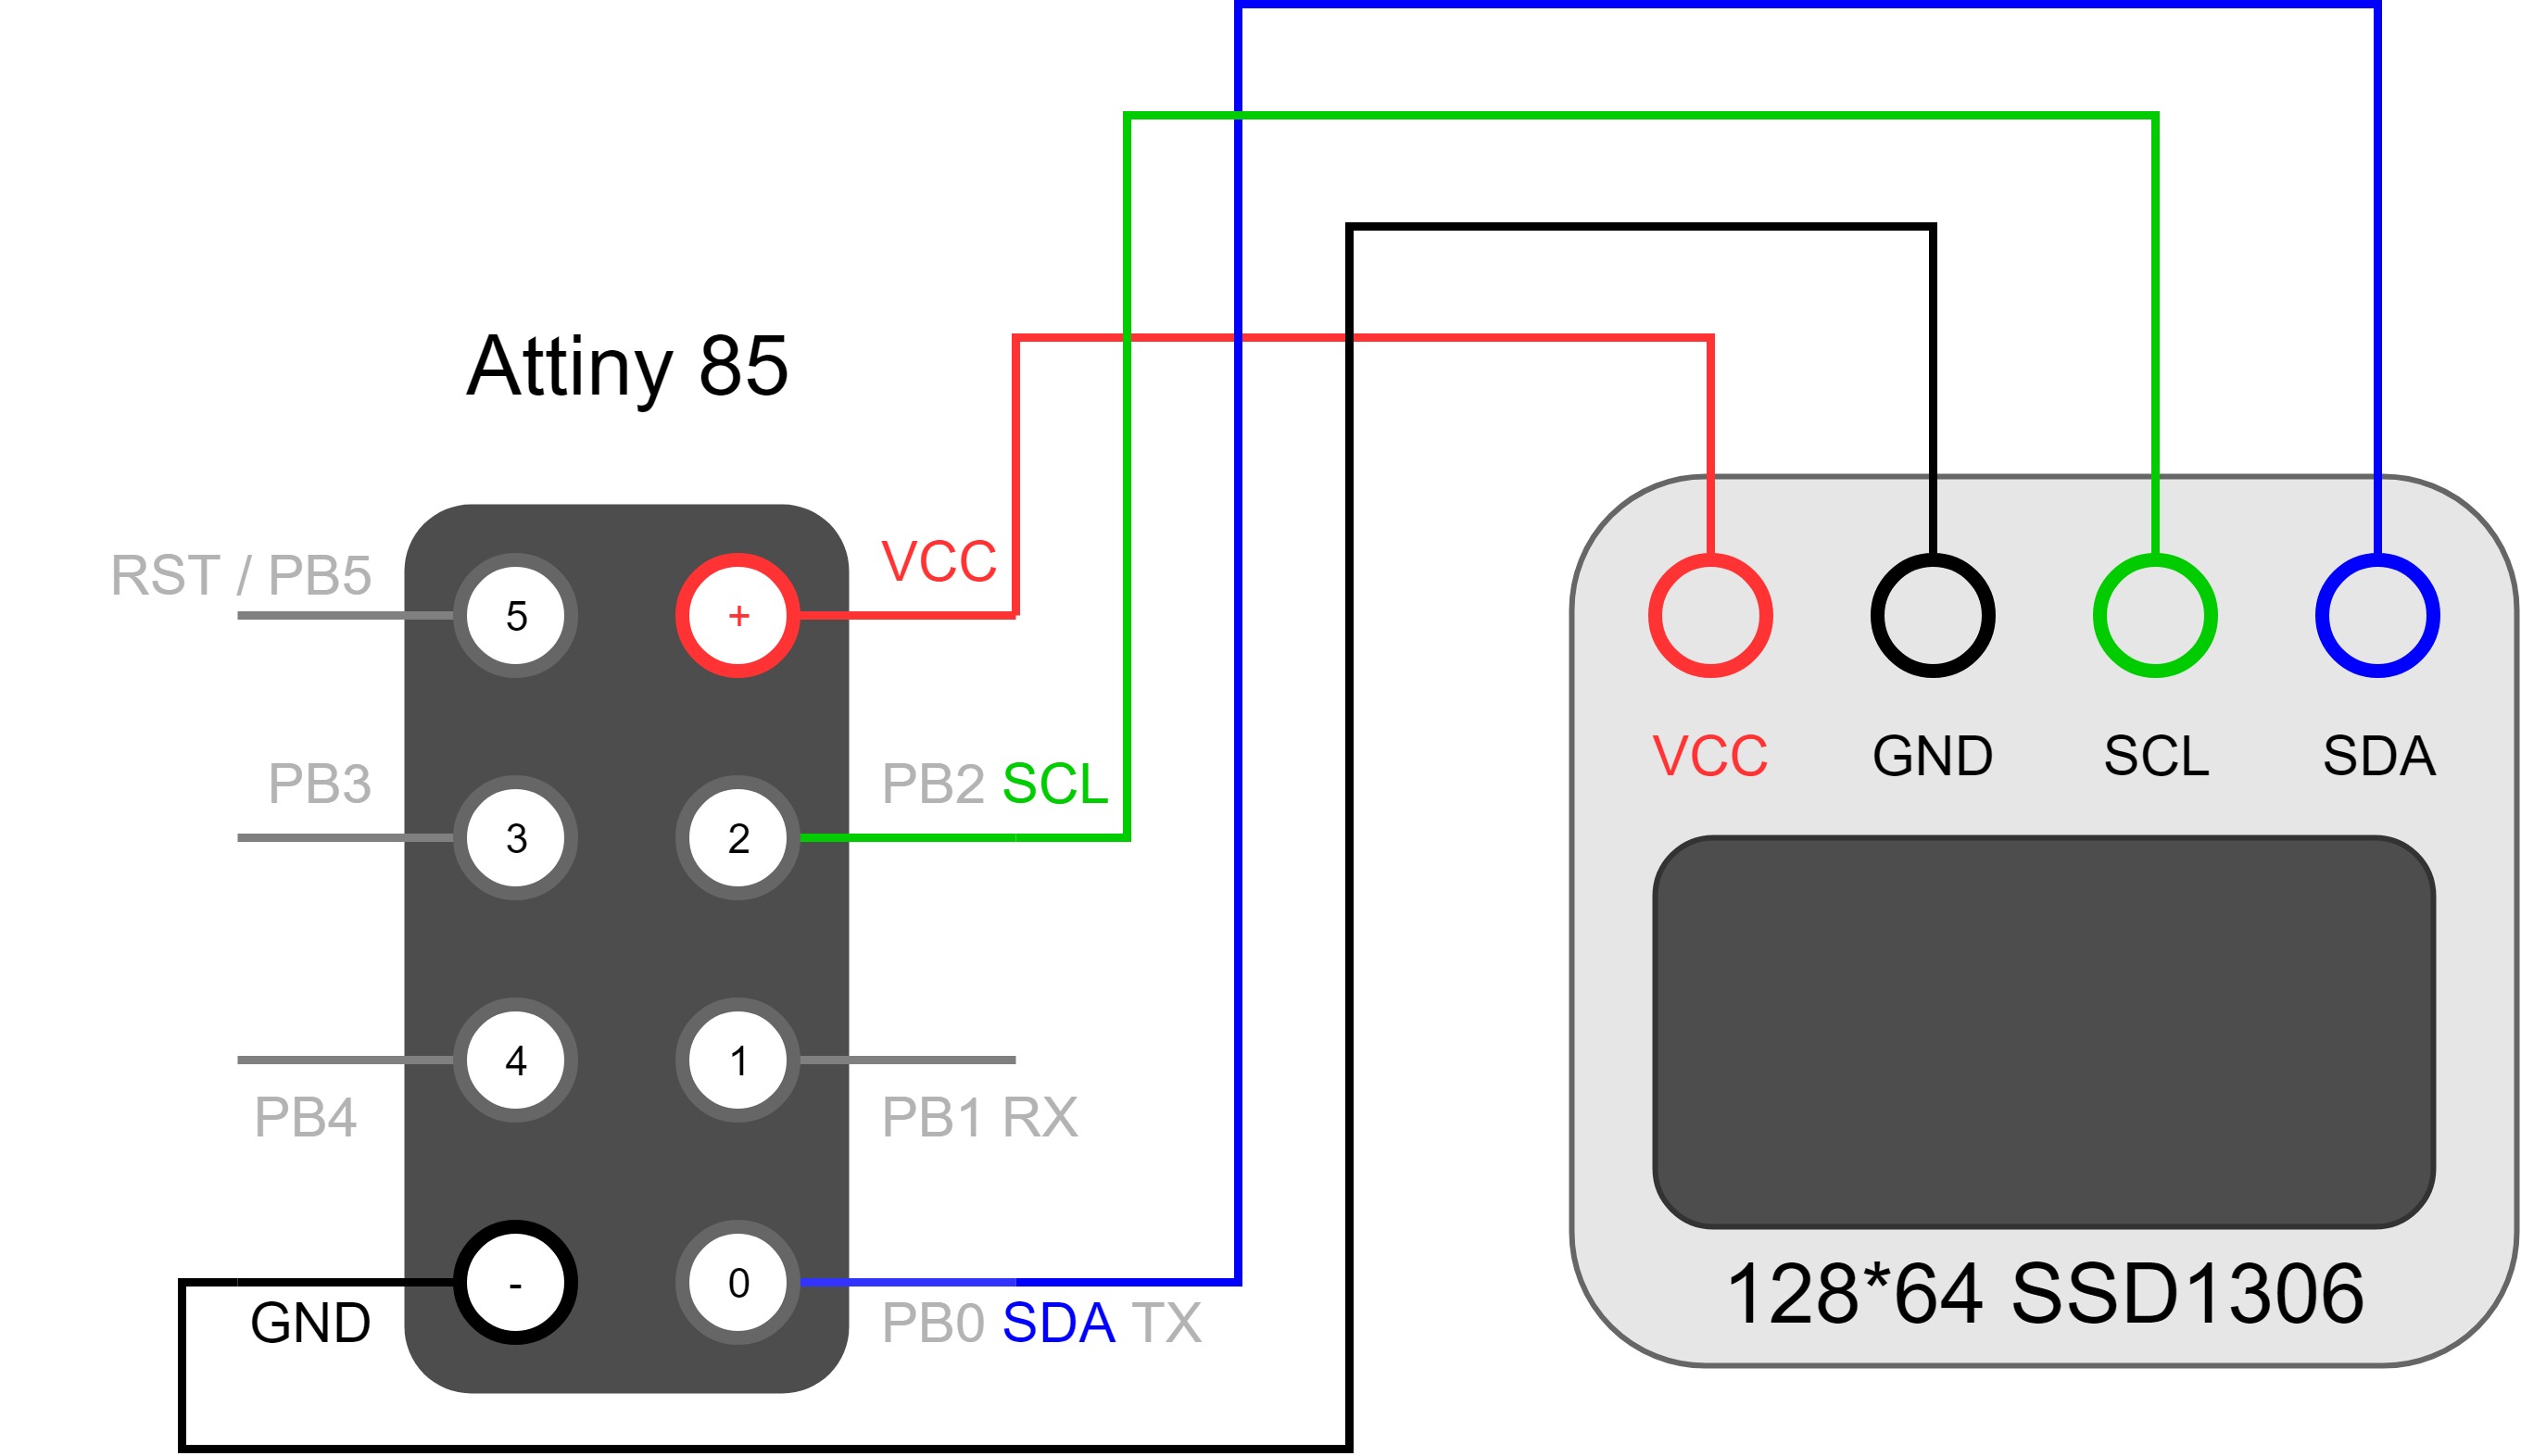 Attiny 85
RST / PB5
5
+
VCC
PB3
3
2
PB2 SCL
4
1
PB4
PB1 RX
-
0
GND
PB0 SDA TX
VCC GND SCL SDA
128*64 SSD1306